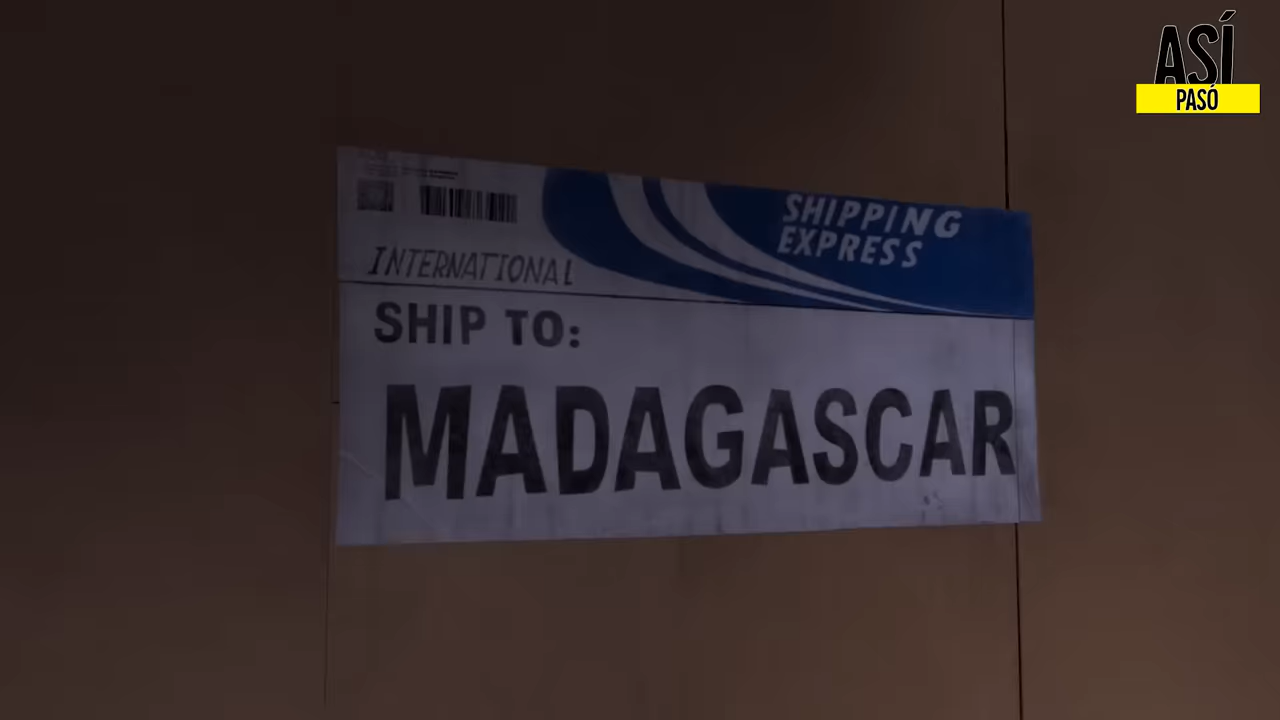 ASÍ
PASÓ
SHIPPING
EXPRESS
INTERNATIONAL
SHIP TO:
MADAGASCAR